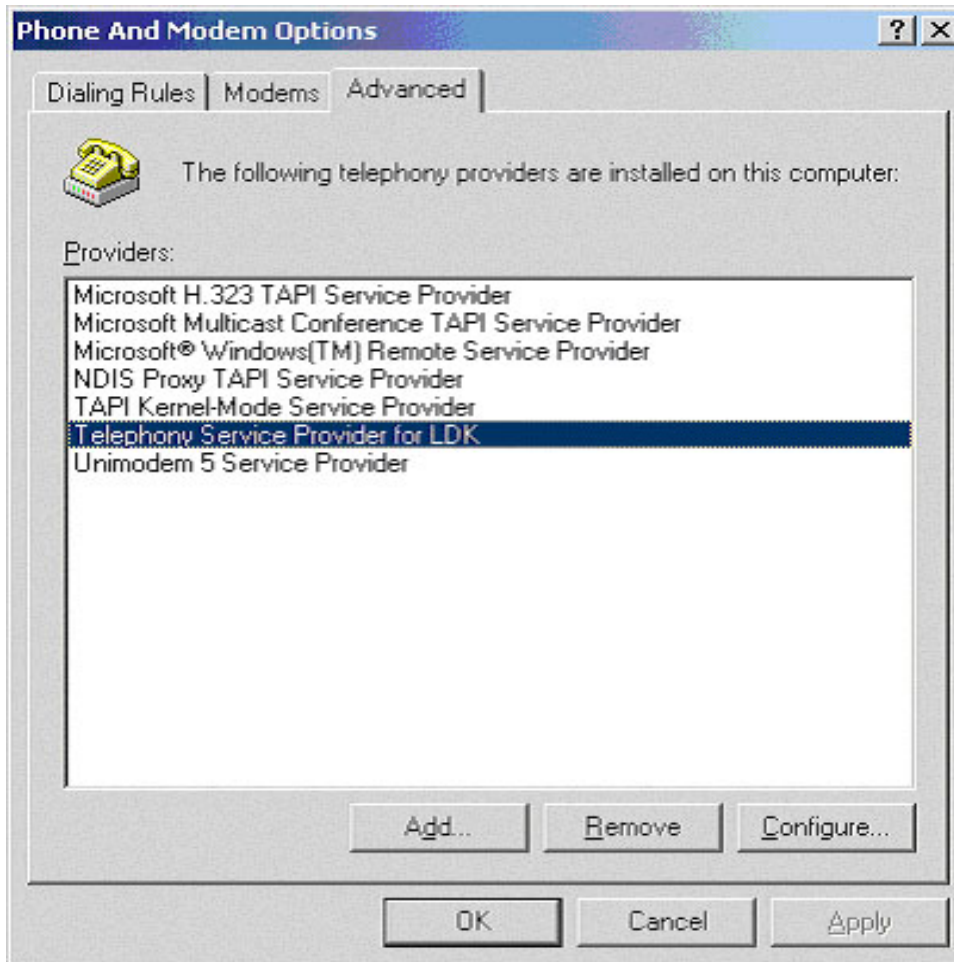 Phone And Modem Options
Dialing Rules Modems Advanced
The following telephony providers are installed on this computer:
Providers:
Microsoft H.323 TAPI Service Provider
Microsoft Multicast Conference TAPI Service Provider
Microsoft® Windows(TM) Remote Service Provider
NDIS Proxy TAPI Service Provider
TAPI Kernel-Mode Service Provider
Telephony Service Provider for LDK
Unimodem 5 Service Provider
Add... Remove Configure...
OK Cancel Apply